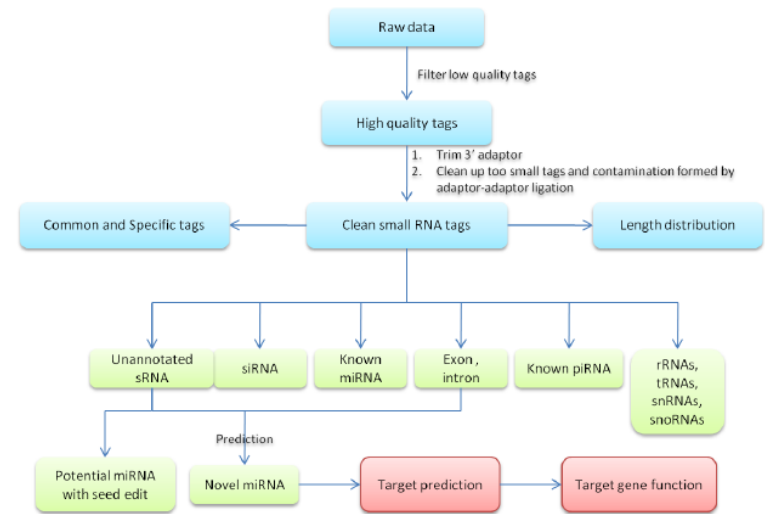 Raw data
Filter low quality tags
High quality tags
1. Trim 3’ adaptor
2. Clean up too small tags and contamination formed by
adaptor-adaptor ligation
Common and Specific tags
Clean small RNA tags
Length distribution
Unannotated
sRNA
siRNA
Known
miRNA
Exon ,
intron
Known piRNA
rRNAs,
tRNAs,
snRNAs,
snoRNAs
Prediction
Potential miRNA
with seed edit
Novel miRNA
Target prediction
Target gene function